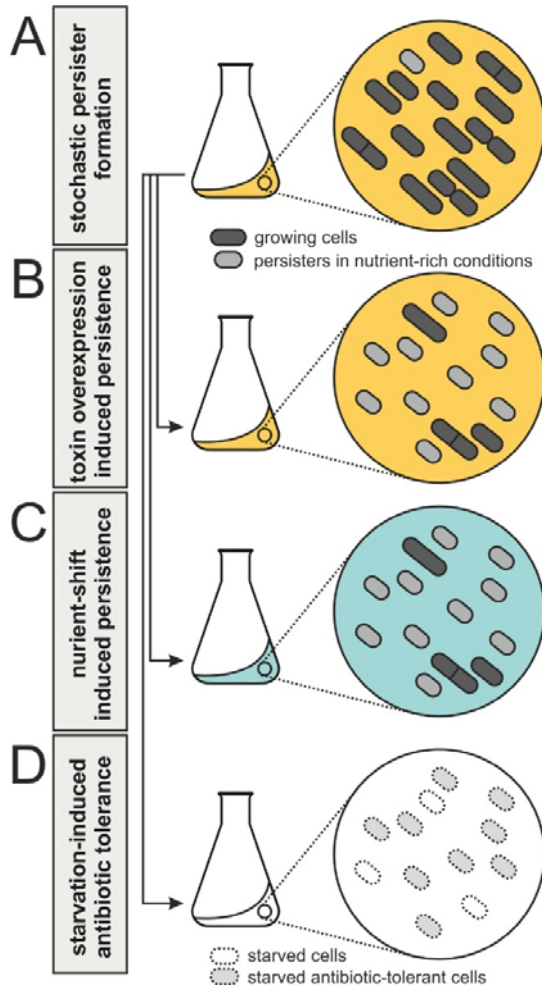 A
stochastic persister
formation
growing cells
persisters in nutrient-rich conditions
B
toxin overexpression
induced persistence
C
nurient-shift
induced persistence
D
starvation-induced
antibiotic tolerance
starved cells
starved antibiotic-tolerant cells